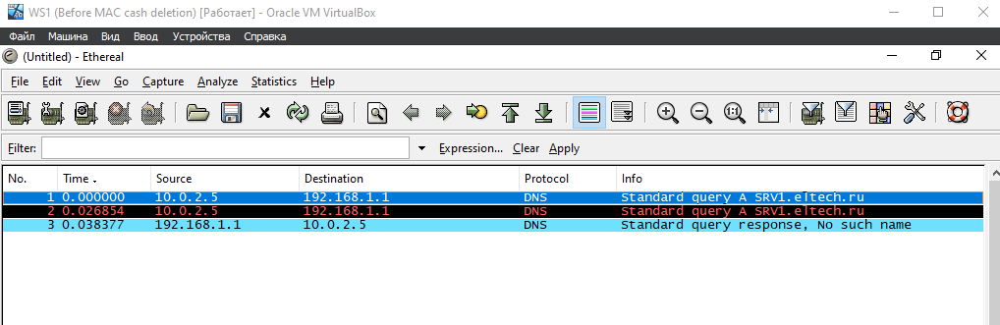 WS1 (Before MAC cash deletion) [Работает] - Oracle VM VirtualBox
Файл Машина Вид Ввод Устройства Справка
(Untitled) - Ethereal
File Edit View Go Capture Analyze Statistics Help
Filter: Expression... Clear Apply
No. Time Source Destination Protocol Info
1 0.000000 10.0.2.5 192.168.1.1 DNS Standard query A SRV1.eltech.ru
2 0.026854 10.0.2.5 192.168.1.1 DNS Standard query A SRV1.eltech.ru
3 0.038377 192.168.1.1 10.0.2.5 DNS Standard query response, No such name